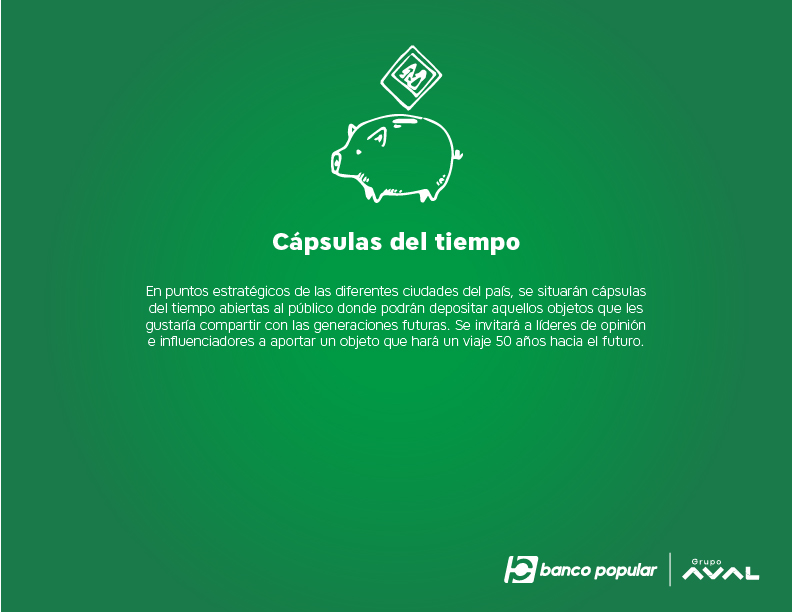 Cápsulas del tiempo
En puntos estratégicos de las diferentes ciudades del país, se situarán cápsulas
del tiempo abiertas al público donde podrán depositar aquellos objetos que les
gustaría compartir con las generaciones futuras. Se invitará a líderes de opinión
e influenciadores a aportar un objeto que hará un viaje 50 años hacia el futuro.
banco popular
Grupo
AVAL